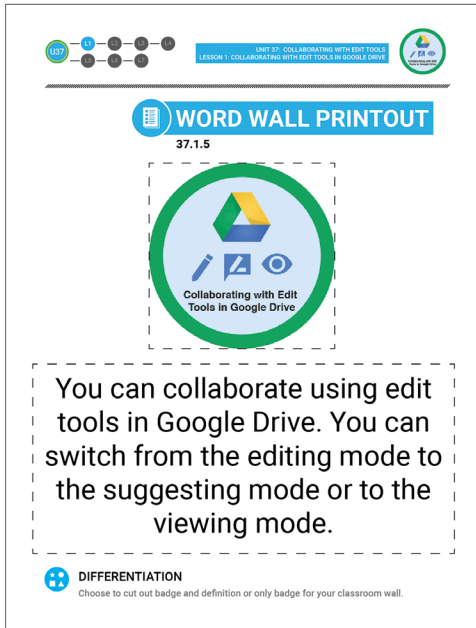 U37
L1
L2
L3
L4
L5
L6
L7
UNIT 37: COLLABORATING WITH EDIT TOOLS
LESSON 1: COLLABORATING WITH EDIT TOOLS IN GOOGLE DRIVE
Collaborating with Edit
Tools in Google Drive
WORD WALL PRINTOUT
37.1.5
Collaborating with Edit
Tools in Google Drive
You can collaborate using edit
tools in Google Drive. You can
switch from the editing mode to
the suggesting mode or to the
viewing mode.
DIFFERENTIATION
Choose to cut out badge and definition or only badge for your classroom wall.